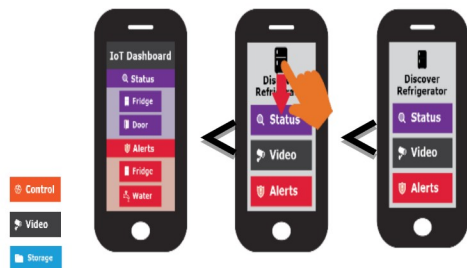 IoT Dashboard
Status
Fridge
Door
Alerts
Fridge
Water
Status
Video
Alerts
Discover
Refrigerator
Status
Video
Alerts
Control
Video
Storage